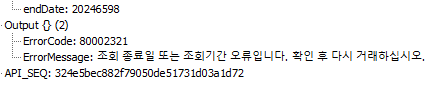 endDate: 20246598
Output {} (2)
ErrorCode: 80002321
ErrorMessage: 조회 종료일 또는 조회기간 오류입니다. 확인 후 다시 거래하십시오.
API_SEQ: 324e5bec882f79050de51731d03a1d72